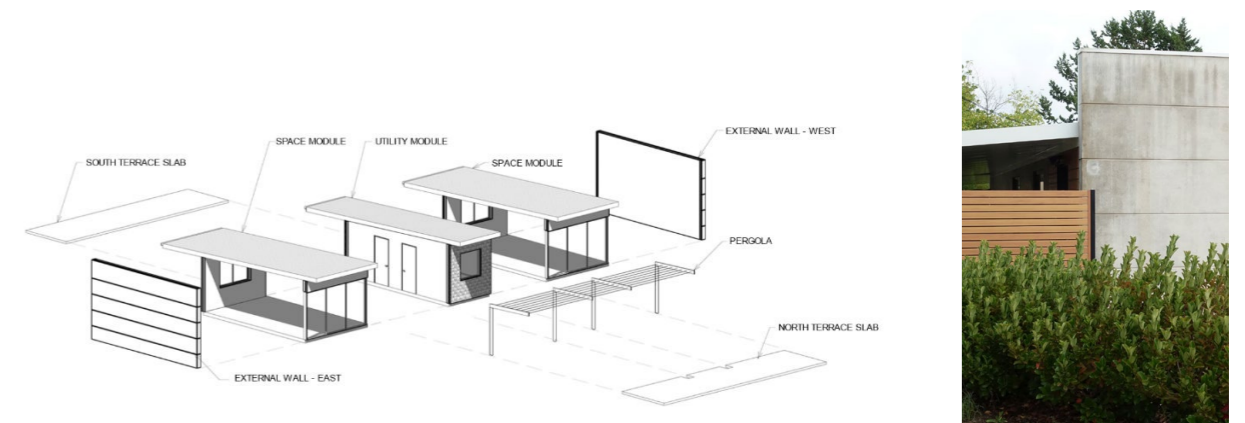 EXTERNAL WALL - WEST
SPACE MODULE
UTILITY MODULE
SPACE MODULE
SOUTH TERRACE SLAB
PERGOLA
NORTH TERRACE SLAB
EXTERNAL WALL - EAST